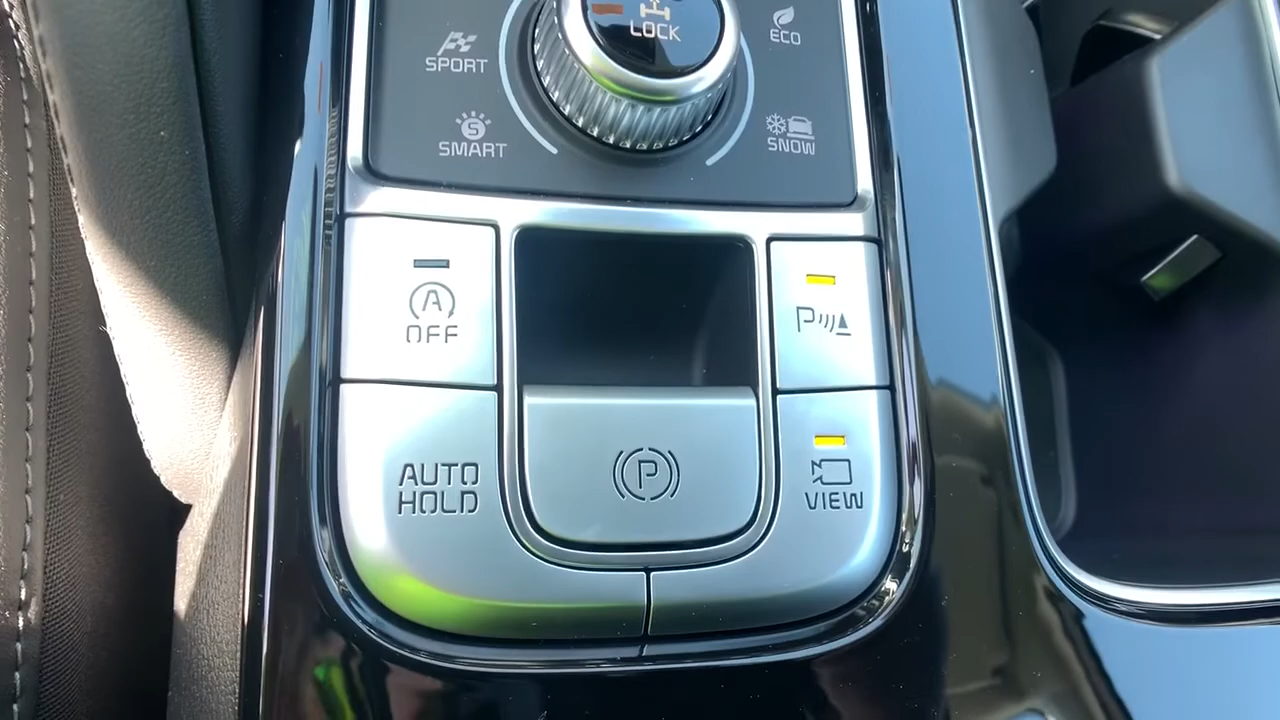 LOCK
SPORT
ECO
SMART
SNOW
A
OFF
P
AUTO
HOLD
P
VIEW